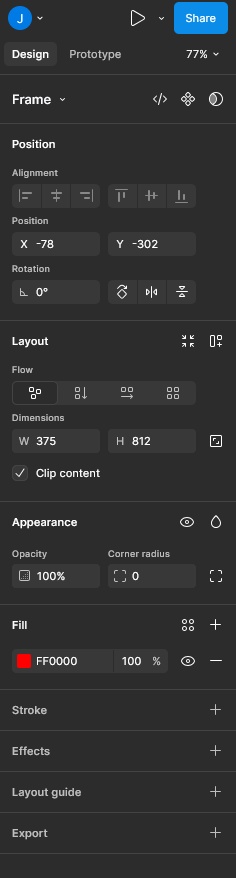 J
Share
Design Prototype 77%
Frame
Position
Alignment
Position
X -78 Y -302
Rotation
0°
Layout
Flow
Dimensions
W 375 H 812
Clip content
Appearance
Opacity Corner radius
100% 0
Fill
FF0000 100 %
Stroke
Effects
Layout guide
Export